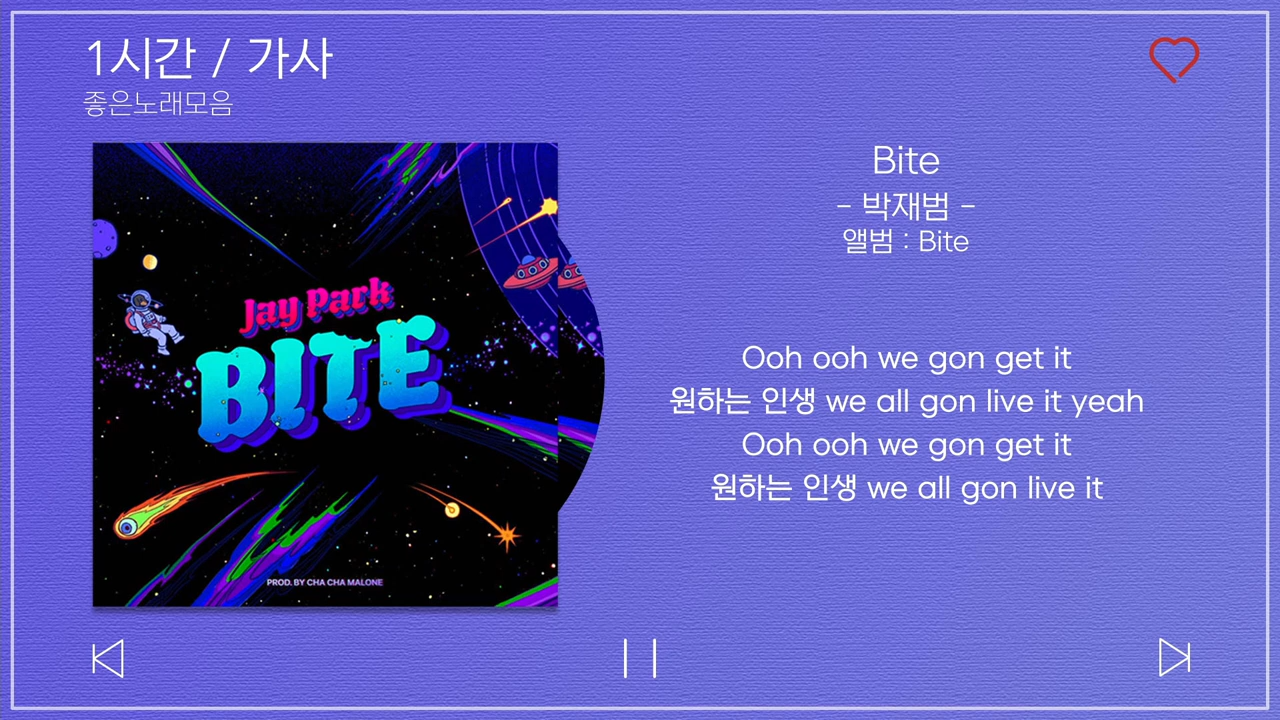 1시간 / 가사
좋은노래모음
Jay Park
BITE
PROD. BY CHA CHA MALONE
Bite
- 박재범 -
앨범 : Bite
Ooh ooh we gon get it
원하는 인생 we all gon live it yeah
Ooh ooh we gon get it
원하는 인생 we all gon live it